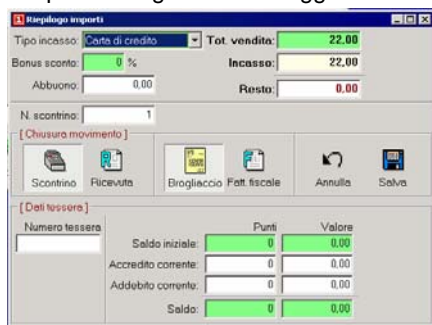 Riepilogo importi
Tipo incasso: Carta di credito Tot. vendita: 22,00
Bonus sconto: 0 % Incasso: 22,00
Abbuono: 0,00 Resto: 0,00
N. scontrino: 1
[ Chiusura movimento ]
Scontrino Ricevuta Brogliaccio Fatt. fiscale Annulla Salva
[ Dati tessera ]
Numero tessera Punti Valore
Saldo iniziale: 0 0,00
Accredito corrente: 0 0,00
Addebito corrente: 0 0,00
Saldo: 0 0,00